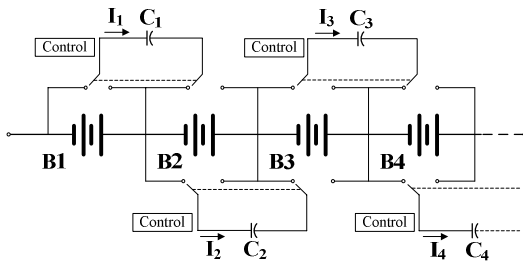 I1 C1 I3 C3
Control Control
B1 B2 B3 B4
Control Control
I2 C2 I4 C4